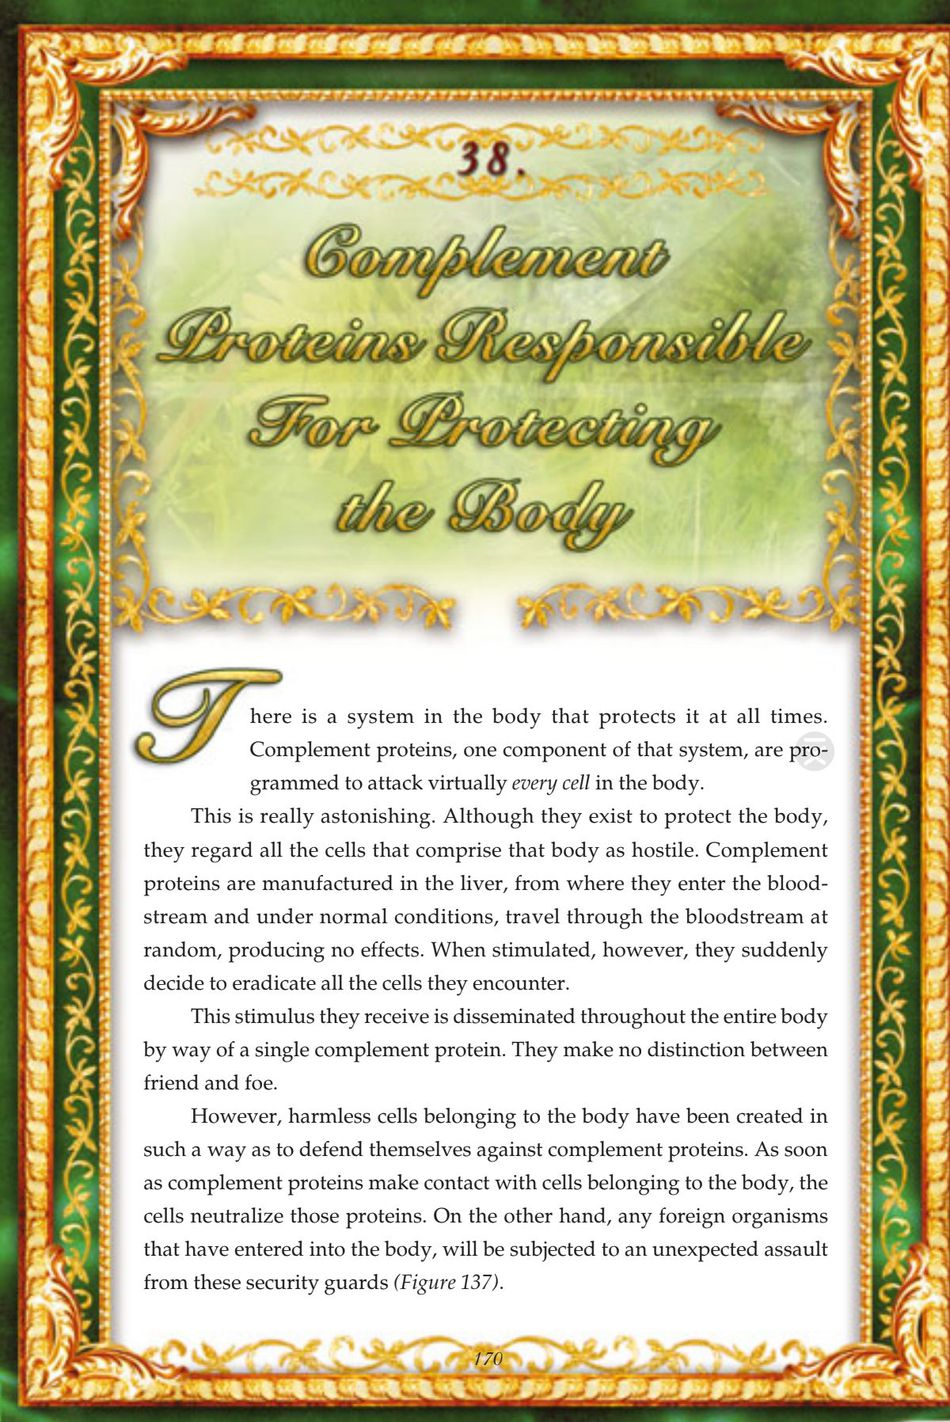 38.
Complement
Proteins Responsible
For Protecting
the Body
There is a system in the body that protects it at all times.
Complement proteins, one component of that system, are pro-
grammed to attack virtually every cell in the body.
This is really astonishing. Although they exist to protect the body,
they regard all the cells that comprise that body as hostile. Complement
proteins are manufactured in the liver, from where they enter the blood-
stream and under normal conditions, travel through the bloodstream at
random, producing no effects. When stimulated, however, they suddenly
decide to eradicate all the cells they encounter.
This stimulus they receive is disseminated throughout the entire body
by way of a single complement protein. They make no distinction between
friend and foe.
However, harmless cells belonging to the body have been created in
such a way as to defend themselves against complement proteins. As soon
as complement proteins make contact with cells belonging to the body, the
cells neutralize those proteins. On the other hand, any foreign organisms
that have entered into the body, will be subjected to an unexpected assault
from these security guards (Figure 137).
170